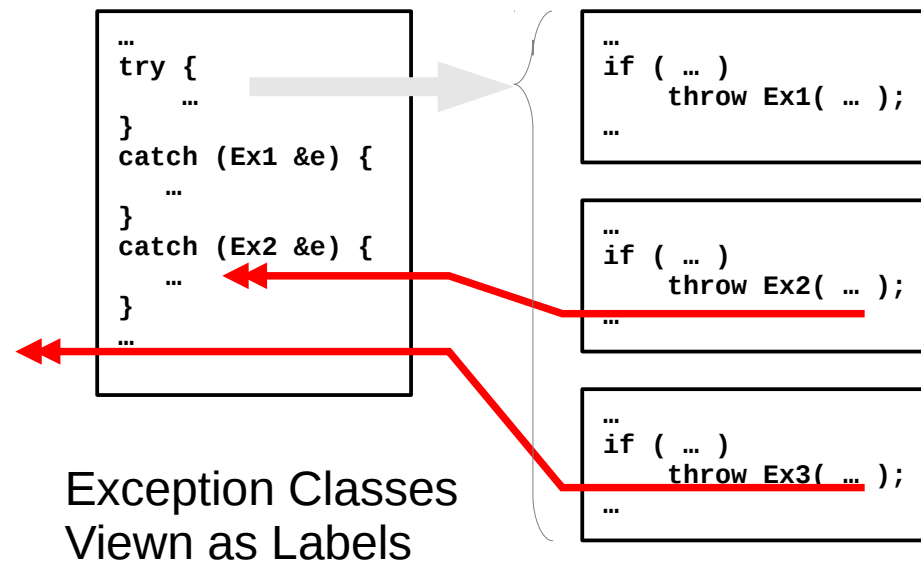 …
try {
…
}
catch (Ex1 &e) {
…
}
catch (Ex2 &e) {
…
}
…
…
if ( … )
throw Ex1( … );
…
…
if ( … )
throw Ex2( … );
…
…
if ( … )
throw Ex3( … );
…
Exception Classes
Viewn as Labels